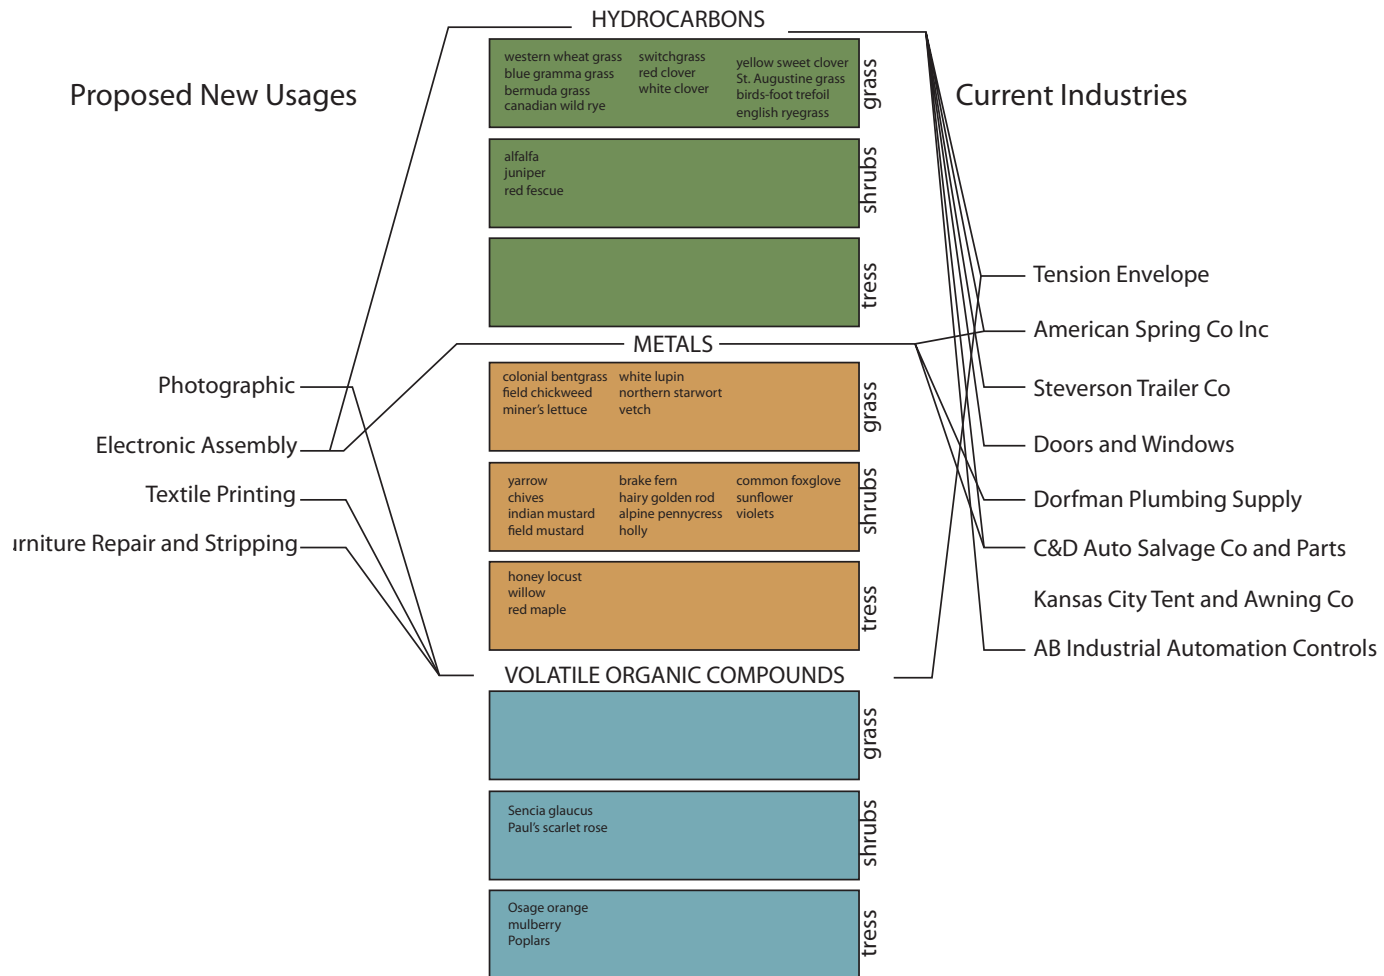 HYDROCARBONS
Proposed New Usages
Current Industries
western wheat grass
blue gramma grass
bermuda grass
canadian wild rye
switchgrass
red clover
white clover
yellow sweet clover
St. Augustine grass
birds-foot trefoil
english ryegrass
grass
alfalfa
juniper
red fescue
shrubs
tress
METALS
colonial bentgrass
field chickweed
miner's lettuce
white lupin
northern starwort
vetch
grass
yarrow
chives
indian mustard
field mustard
brake fern
hairy golden rod
alpine pennycress
holly
common foxglove
sunflower
violets
shrubs
honey locust
willow
red maple
tress
VOLATILE ORGANIC COMPOUNDS
grass
Sencia glaucus
Paul's scarlet rose
shrubs
Osage orange
mulberry
Poplars
tress
Photographic
Electronic Assembly
Textile Printing
urniture Repair and Stripping
Tension Envelope
American Spring Co Inc
Steverson Trailer Co
Doors and Windows
Dorfman Plumbing Supply
C&D Auto Salvage Co and Parts
Kansas City Tent and Awning Co
AB Industrial Automation Controls